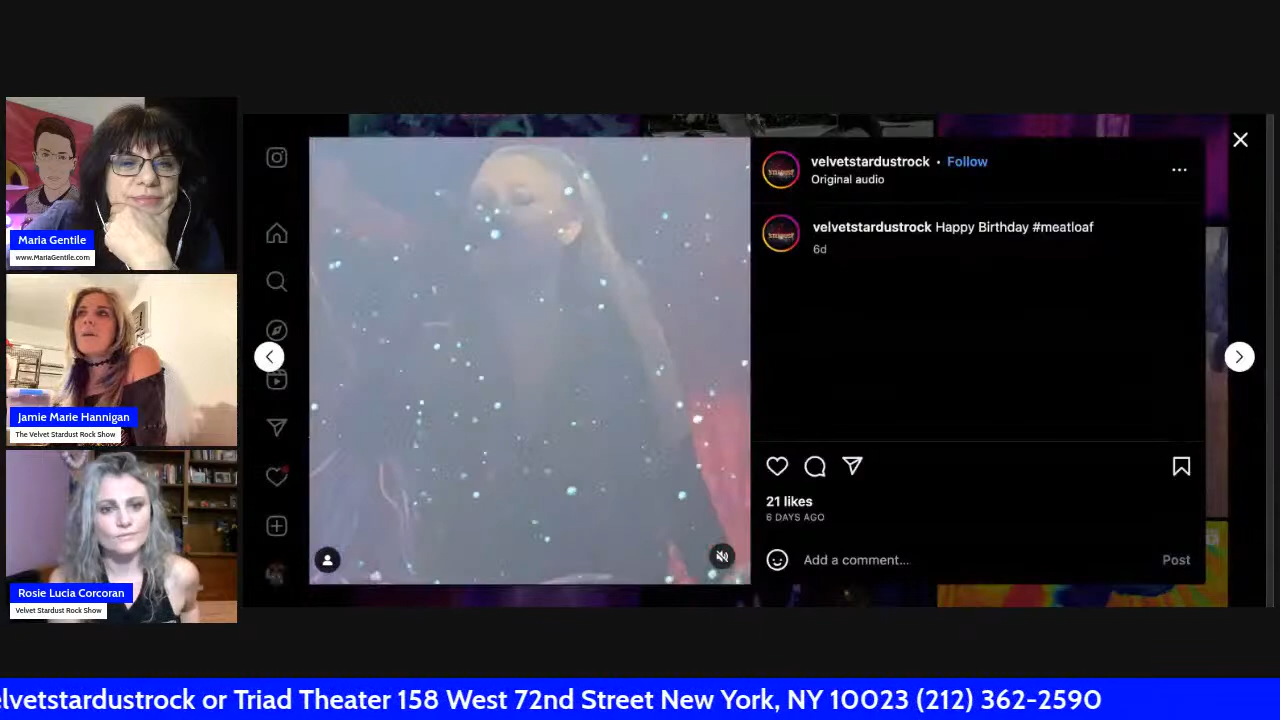 Maria Gentile
www.MariaGentile.com
Jamie Marie Hannigan
The Velvet Stardust Rock Show
Rosie Lucia Corcoran
Velvet Stardust Rock Show
velvetstardustrock • Follow
Original audio
velvetstardustrock Happy Birthday #meatloaf
6d
21 likes
6 DAYS AGO
Add a comment...
Post
elvetstardustrock or Triad Theater 158 West 72nd Street New York, NY 10023 (212) 362-2590